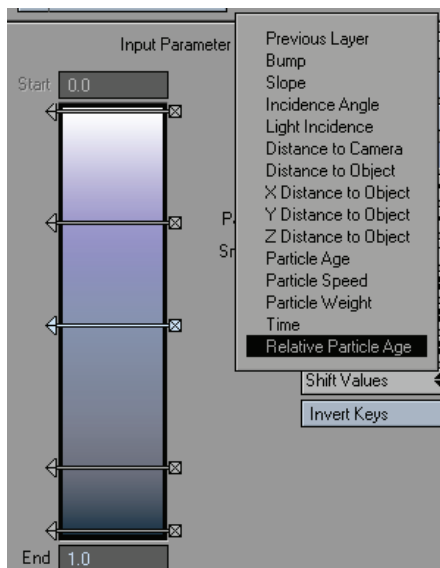 Input Parameter
Previous Layer
Bump
Slope
Incidence Angle
Light Incidence
Distance to Camera
Distance to Object
X Distance to Object
Y Distance to Object
Z Distance to Object
Particle Age
Particle Speed
Particle Weight
Time
Relative Particle Age
Start 0.0
Shift Values
Invert Keys
End 1.0